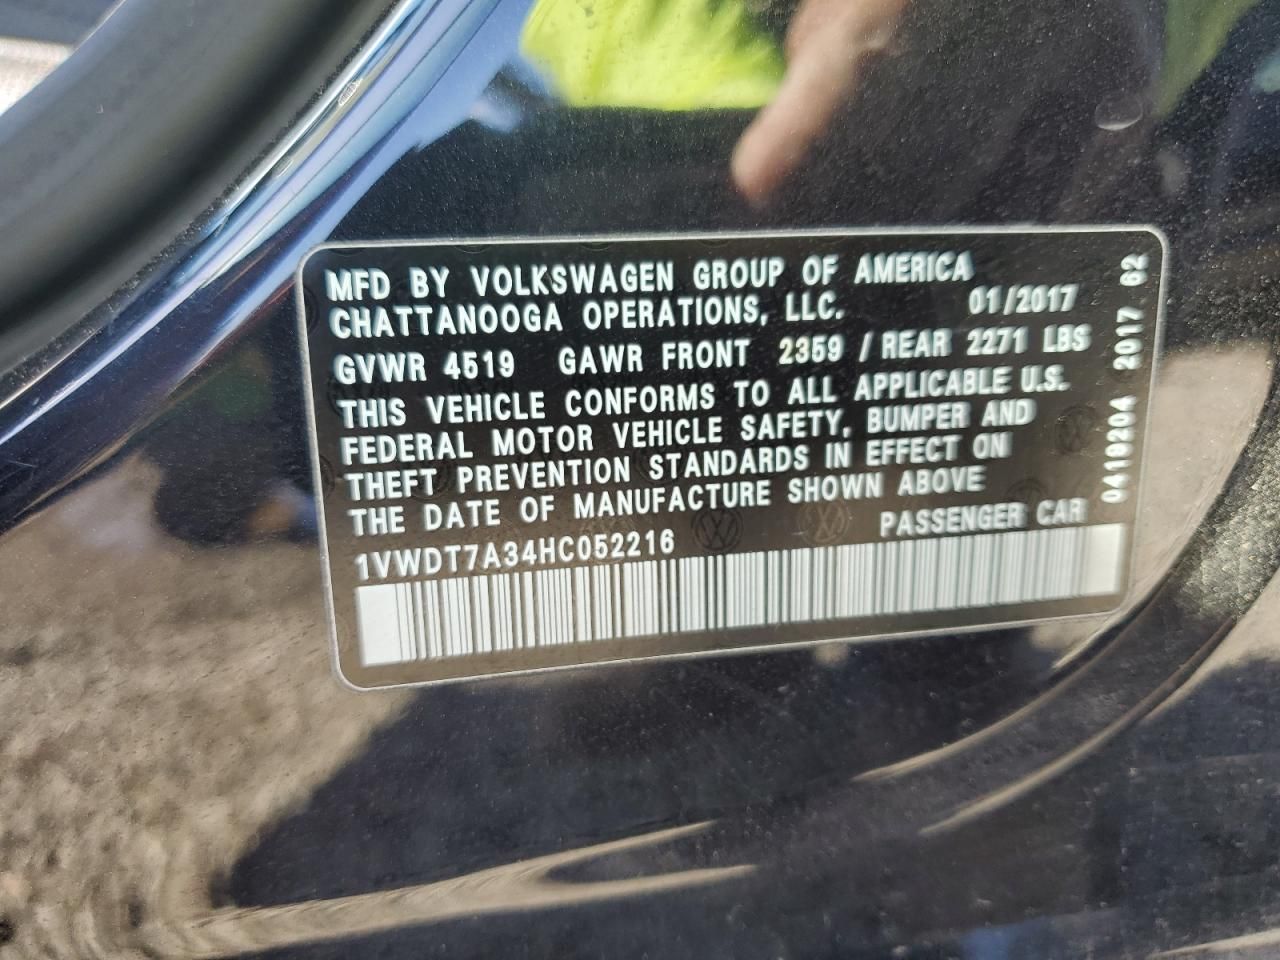 MFD BY VOLKSWAGEN GROUP OF AMERICA
CHATTANOOGA OPERATIONS, LLC. 01/2017
GVWR 4519 GAWR FRONT 2359 / REAR 2271 LBS
THIS VEHICLE CONFORMS TO ALL APPLICABLE U.S.
FEDERAL MOTOR VEHICLE SAFETY, BUMPER AND
THEFT PREVENTION STANDARDS IN EFFECT ON
THE DATE OF MANUFACTURE SHOWN ABOVE
1VWDT7A34HC052216 PASSENGER CAR
0419204 2017 62